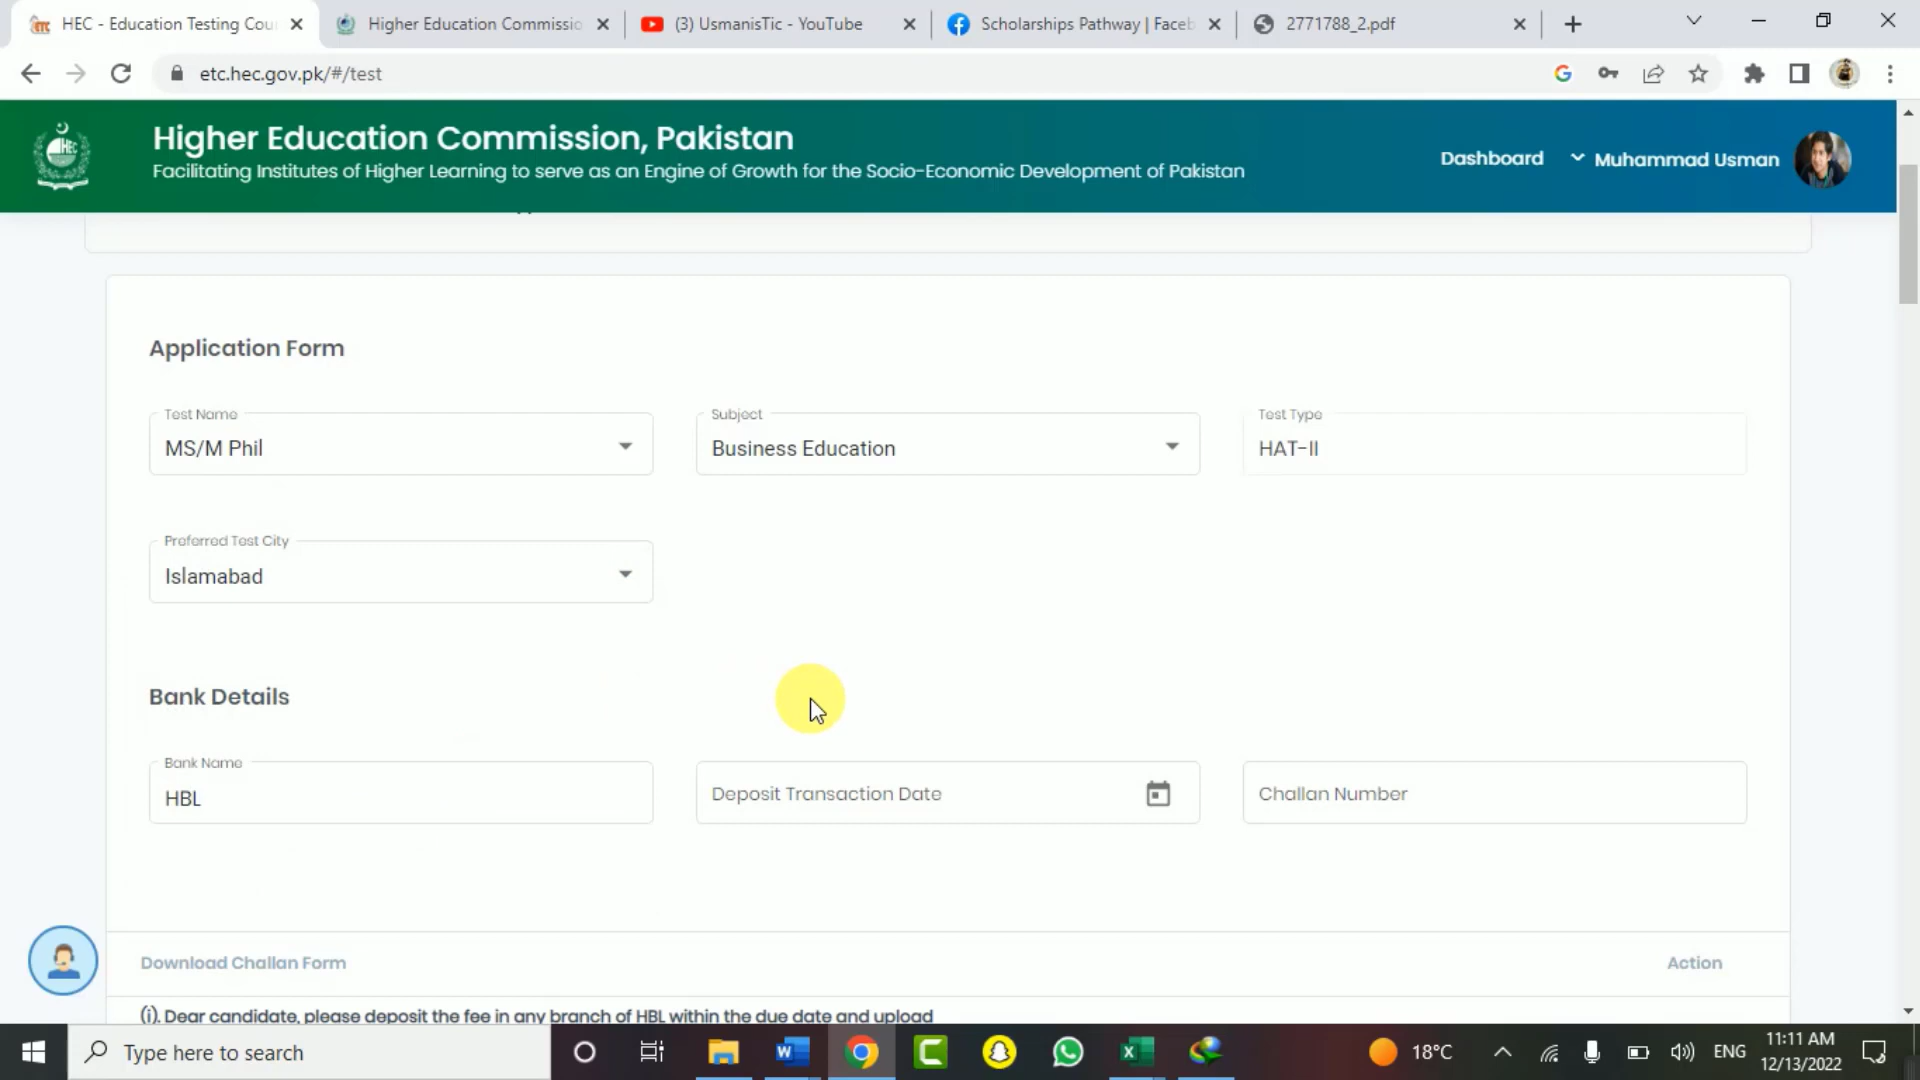 HEC - Education Testing Cou
Higher Education Commissio
(3) UsmanisTic - YouTube
Scholarships Pathway | Faceb
2771788_2.pdf
etc.hec.gov.pk/#/test
HEC
Higher Education Commission, Pakistan
Facilitating Institutes of Higher Learning to serve as an Engine of Growth for the Socio-Economic Development of Pakistan
Dashboard
Muhammad Usman
Application Form
Test Name
MS/M Phil
Subject
Business Education
Test Type
HAT-II
Preferred Test City
Islamabad
Bank Details
Bank Name
HBL
Deposit Transaction Date
Challan Number
Download Challan Form
Action
(i). Dear candidate, please deposit the fee in any branch of HBL within the due date and upload
Type here to search
18°C
ENG
11:11 AM
12/13/2022